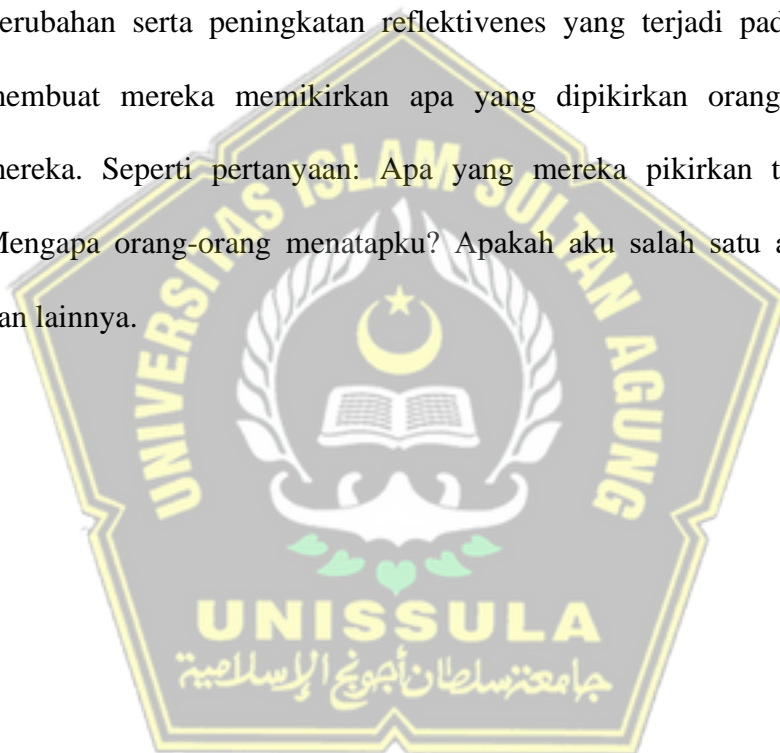 erubahan serta peningkatan reflektivenes yang terjadi pad
membuat mereka memikirkan apa yang dipikirkan orang
mereka. Seperti pertanyaan: Apa yang mereka pikirkan t
Mengapa orang-orang menatapku? Apakah aku salah satu a
an lainnya.
UNIVERSITAS ISLAM SULTAN AGUNG
UNISSULA
جامعة سلطان أجونج الإسلامية